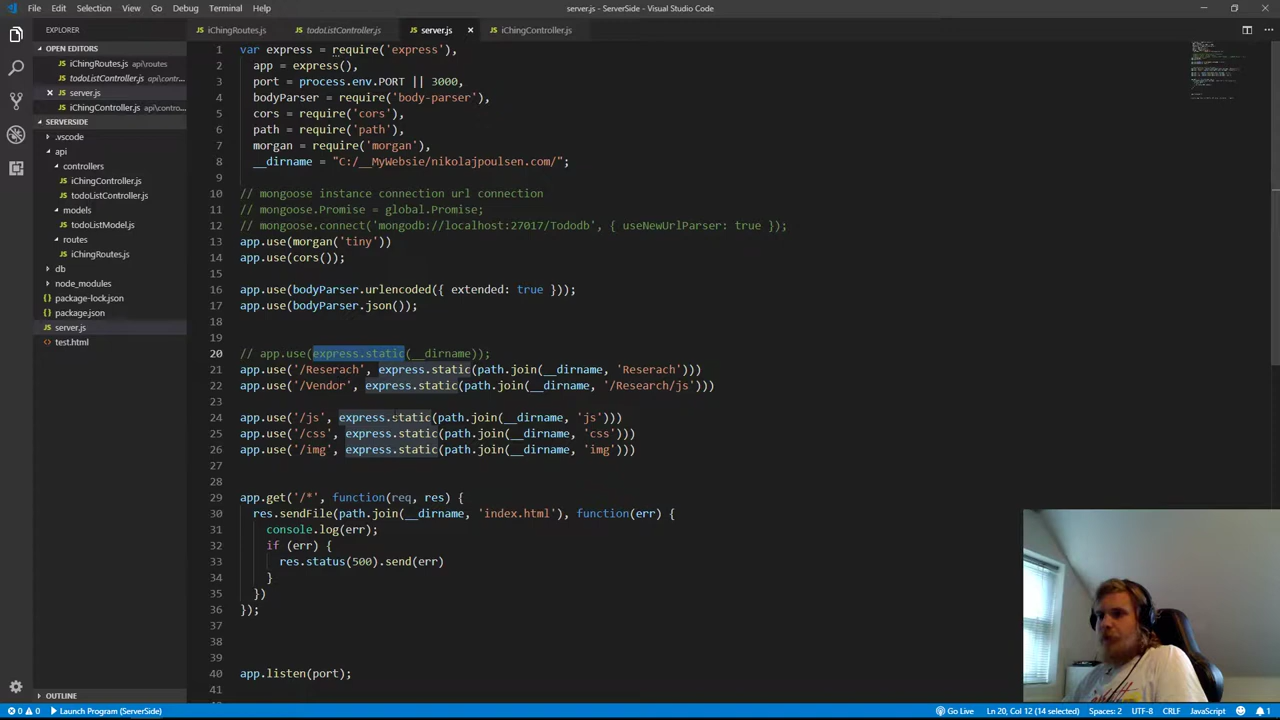 File Edit Selection View Go Debug Terminal Help
server.js - ServerSide - Visual Studio Code
EXPLORER
iChingRoutes.js
todoListController.js
server.js
iChingController.js
OPEN EDITORS
iChingRoutes.js api\routes
todoListController.js api\cont...
server.js
iChingController.js api\contro...
SERVERSIDE
.vscode
api
controllers
iChingController.js
todoListController.js
models
todoListModel.js
routes
iChingRoutes.js
db
node_modules
package-lock.json
package.json
server.js
test.html
OUTLINE
1 var express = require('express'),
2 app = express(),
3 port = process.env.PORT || 3000,
4 bodyParser = require('body-parser'),
5 cors = require('cors'),
6 path = require('path'),
7 morgan = require('morgan'),
8 __dirname = "C:/__MyWebsie/nikolajpoulsen.com/";
9
10 // mongoose instance connection url connection
11 // mongoose.Promise = global.Promise;
12 // mongoose.connect('mongodb://localhost:27017/Tododb', { useNewUrlParser: true });
13 app.use(morgan('tiny'))
14 app.use(cors());
15
16 app.use(bodyParser.urlencoded({ extended: true }));
17 app.use(bodyParser.json());
18
19
20 // app.use(express.static(__dirname));
21 app.use('/Reserach', express.static(path.join(__dirname, 'Reserach')))
22 app.use('/Vendor', express.static(path.join(__dirname, '/Research/js')))
23
24 app.use('/js', express.static(path.join(__dirname, 'js')))
25 app.use('/css', express.static(path.join(__dirname, 'css')))
26 app.use('/img', express.static(path.join(__dirname, 'img')))
27
28
29 app.get('/*', function(req, res) {
30 res.sendFile(path.join(__dirname, 'index.html'), function(err) {
31 console.log(err);
32 if (err) {
33 res.status(500).send(err)
34 }
35 })
36 });
37
38
39
40 app.listen(port);
41
0 0 Launch Program (ServerSide)
Go Live Ln 20, Col 12 (14 selected) Spaces: 2 UTF-8 CRLF JavaScript 1